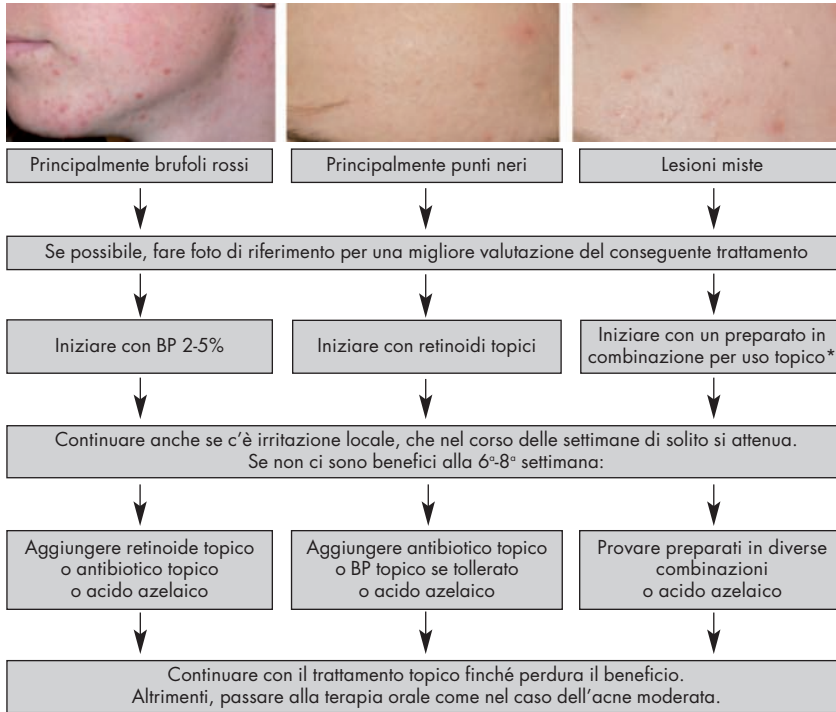 Principalmente brufoli rossi
Principalmente punti neri
Lesioni miste
Se possibile, fare foto di riferimento per una migliore valutazione del conseguente trattamento
Iniziare con BP 2-5%
Iniziare con retinoidi topici
Iniziare con un preparato in
combinazione per uso topico*
Continuare anche se c'è irritazione locale, che nel corso delle settimane di solito si attenua.
Se non ci sono benefici alla 6ª-8ª settimana:
Aggiungere retinoide topico
o antibiotico topico
o acido azelaico
Aggiungere antibiotico topico
o BP topico se tollerato
o acido azelaico
Provare preparati in diverse
combinazioni
o acido azelaico
Continuare con il trattamento topico finché perdura il beneficio.
Altrimenti, passare alla terapia orale come nel caso dell'acne moderata.